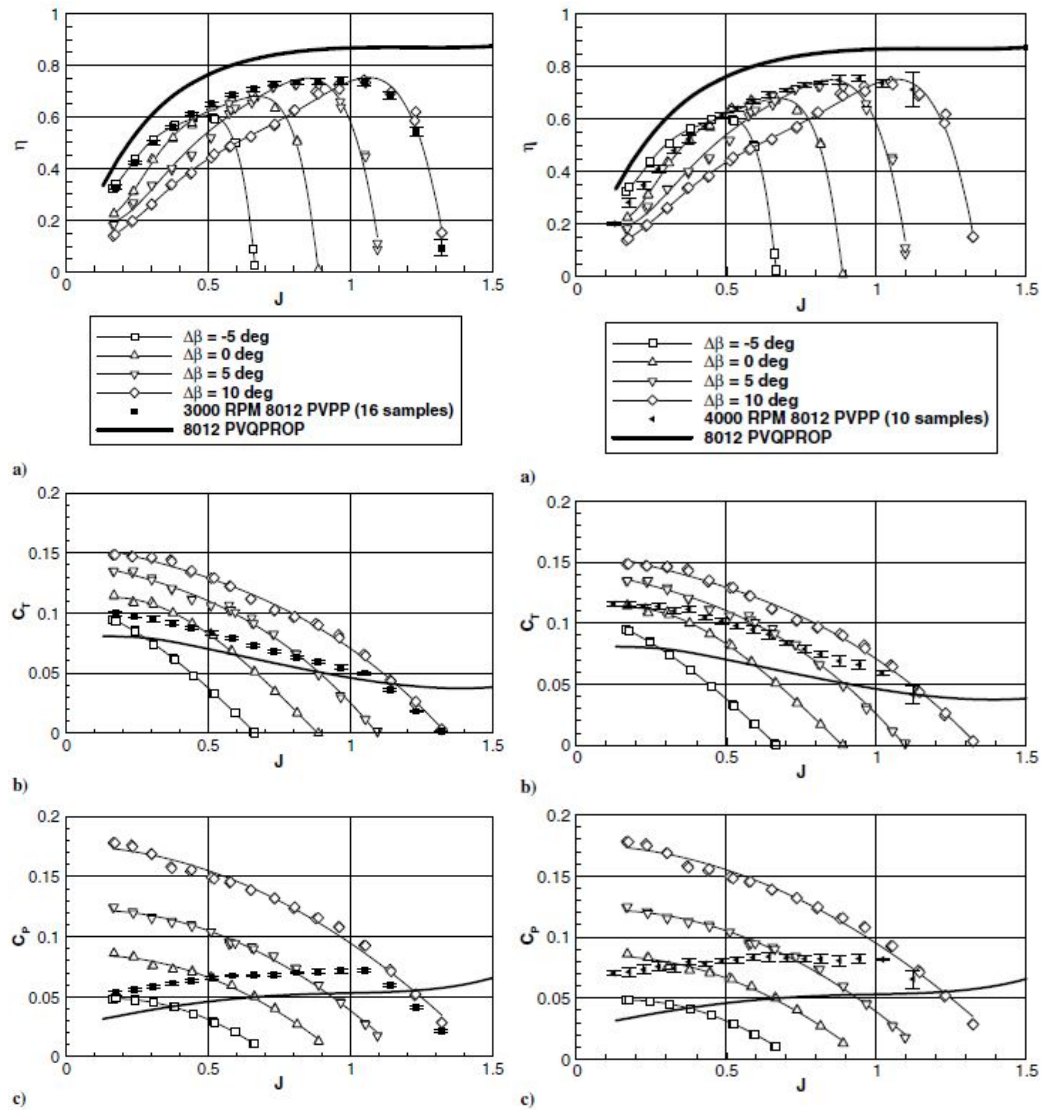 1
0.8
0.6
η
0.4
0.2
0
0 0.5 1 1.5
J
Δβ = -5 deg
Δβ = 0 deg
Δβ = 5 deg
Δβ = 10 deg
3000 RPM 8012 PVPP (16 samples)
8012 PVQPROP
a)
0.2
0.15
C_T
0.1
0.05
0
0 0.5 1 1.5
J
b)
0.2
0.15
C_P
0.1
0.05
0
0 0.5 1 1.5
J
c)
1
0.8
0.6
η
0.4
0.2
0
0 0.5 1 1.5
J
Δβ = -5 deg
Δβ = 0 deg
Δβ = 5 deg
Δβ = 10 deg
4000 RPM 8012 PVPP (10 samples)
8012 PVQPROP
a)
0.2
0.15
C_T
0.1
0.05
0
0 0.5 1 1.5
J
b)
0.2
0.15
C_P
0.1
0.05
0
0 0.5 1 1.5
J
c)